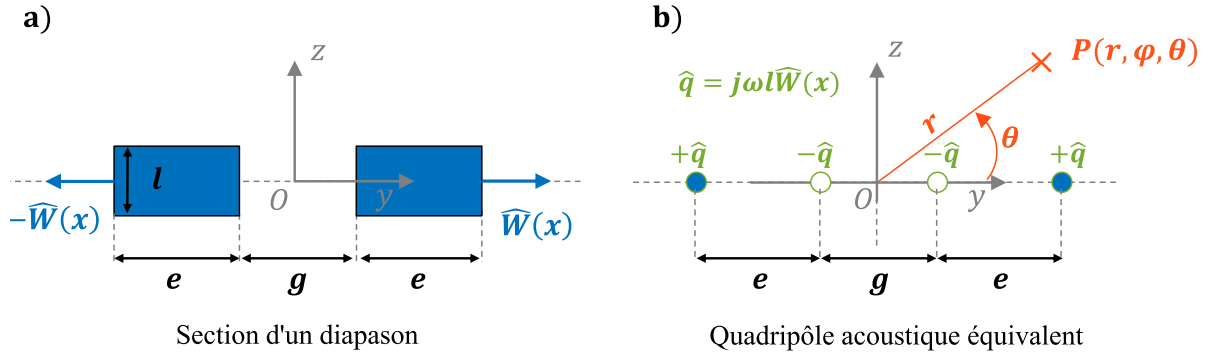 a)
z
l
O
y
−Ŵ(x)
Ŵ(x)
e
g
e
Section d'un diapason
b)
z
P(r, φ, θ)
q̂ = jωlŴ(x)
r
θ
+q̂
−q̂
−q̂
+q̂
O
y
e
g
e
Quadripôle acoustique équivalent